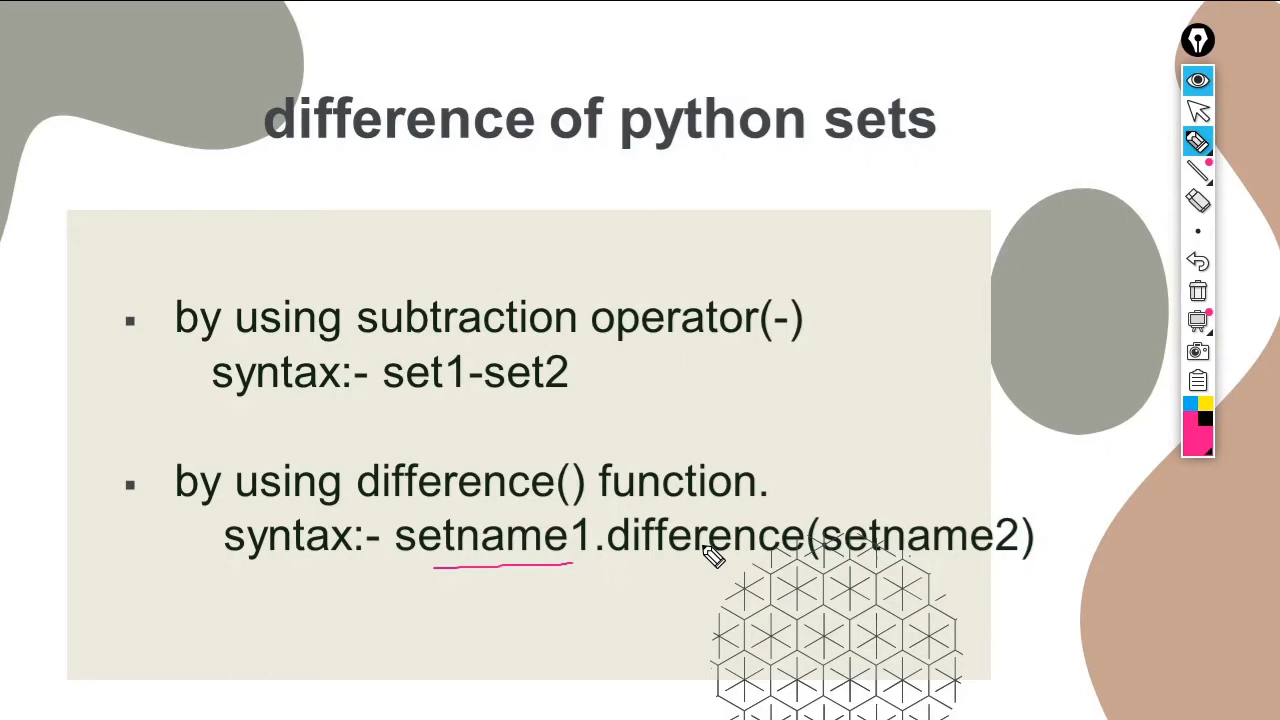 difference of python sets
▪ by using subtraction operator(-)
syntax:- set1-set2
▪ by using difference() function.
syntax:- setname1.difference(setname2)